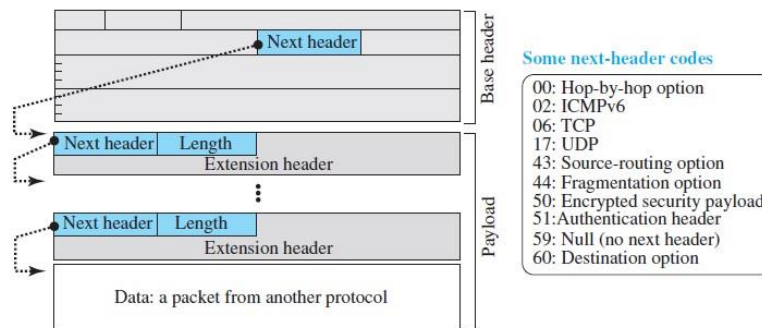 Next header
Base header
Next header Length
Extension header
Next header Length
Extension header
Data: a packet from another protocol
Payload
Some next-header codes
00: Hop-by-hop option
02: ICMPv6
06: TCP
17: UDP
43: Source-routing option
44: Fragmentation option
50: Encrypted security payload
51:Authentication header
59: Null (no next header)
60: Destination option